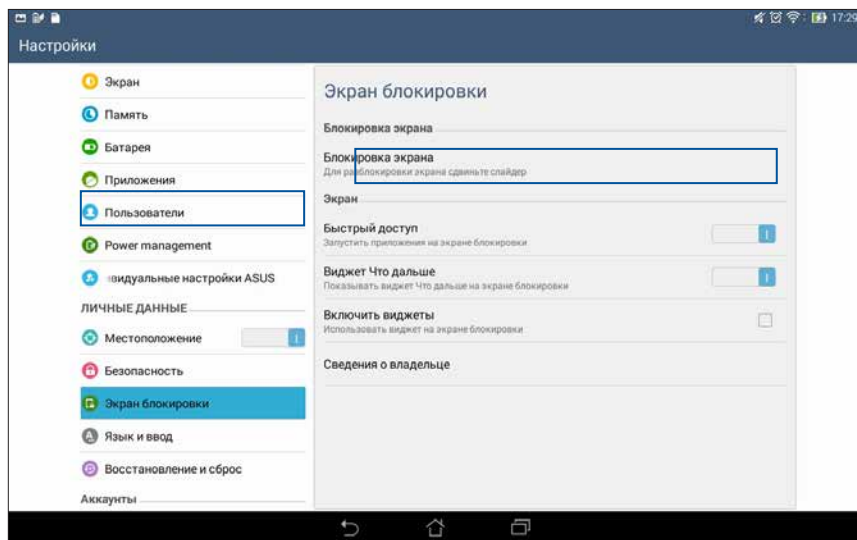 17:29
Настройки
Экран
Память
Батарея
Приложения
Пользователи
Power management
видуальные настройки ASUS
ЛИЧНЫЕ ДАННЫЕ
Местоположение
Безопасность
Экран блокировки
Язык и ввод
Восстановление и сброс
Аккаунты
Экран блокировки
Блокировка экрана
Блокировка экрана
Для разблокировки экрана сдвиньте слайдер
Экран
Быстрый доступ
Запустить приложения на экране блокировки
Виджет Что дальше
Показывать виджет Что дальше на экране блокировки
Включить виджеты
Использовать виджет на экране блокировки
Сведения о владельце